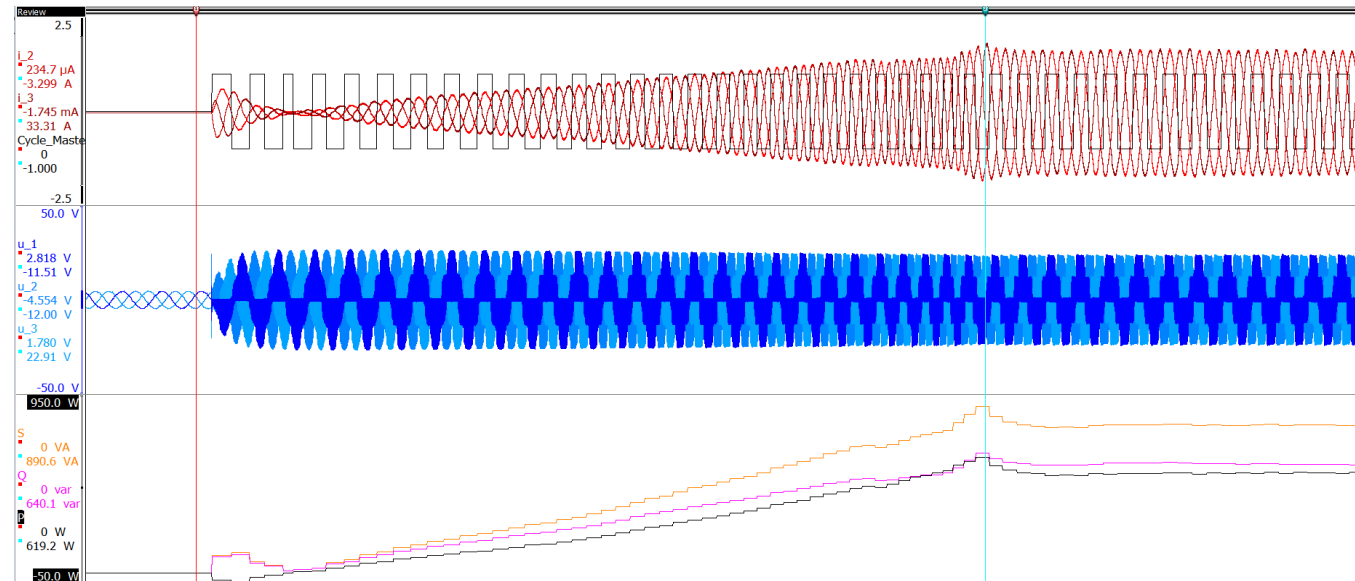 Review
2.5
i_2
234.7 µA
-3.299 A
i_3
-1.745 mA
33.31 A
Cycle_Maste
0
-1.000
-2.5
50.0 V
u_1
2.818 V
-11.51 V
u_2
-4.554 V
-12.00 V
u_3
1.780 V
22.91 V
-50.0 V
950.0 W
S
0 VA
890.6 VA
Q
0 var
640.1 var
P
0 W
619.2 W
-50.0 W